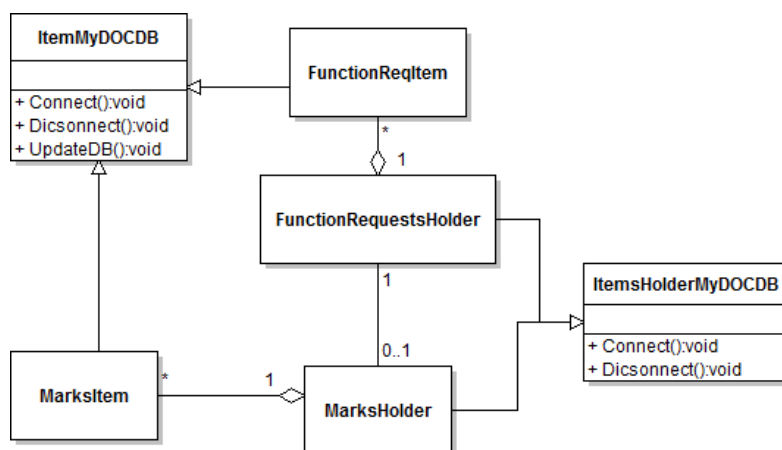 ItemMyDOCDB
+ Connect():void
+ Dicsonnect():void
+ UpdateDB():void
FunctionReqItem
*
1
FunctionRequestsHolder
1
0..1
ItemsHolderMyDOCDB
+ Connect():void
+ Dicsonnect():void
MarksItem
*
1
MarksHolder